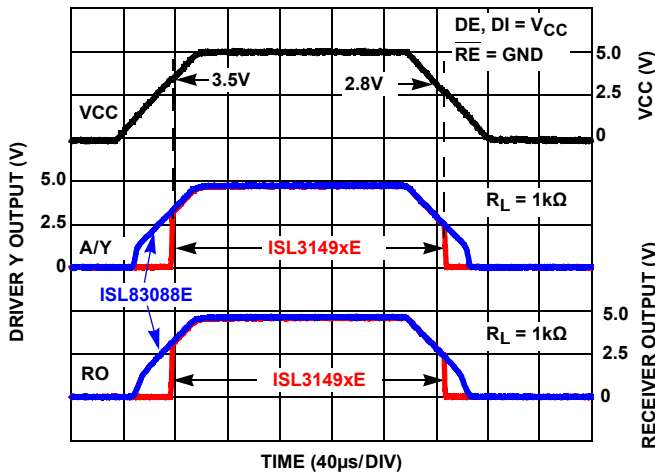 DE, DI = VCC
RE = GND
5.0
3.5V
2.8V
2.5
VCC
0
VCC (V)
5.0
RL = 1kΩ
2.5
A/Y
ISL3149xE
0
ISL83088E
DRIVER Y OUTPUT (V)
5.0
RL = 1kΩ
2.5
RO
ISL3149xE
0
RECEIVER OUTPUT (V)
TIME (40µs/DIV)